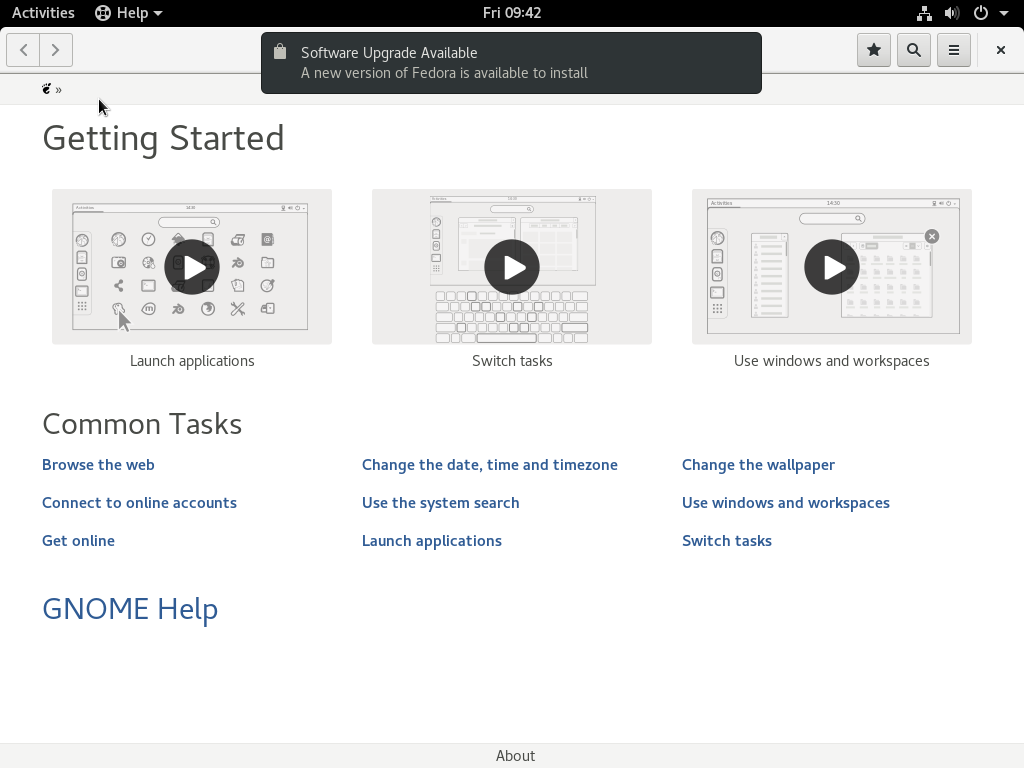 Activities Help Fri 09:42
Software Upgrade Available
A new version of Fedora is available to install
»
Getting Started
Activities 14:30
Activities 14:30
Launch applications Switch tasks Use windows and workspaces
Common Tasks
Browse the web Change the date, time and timezone Change the wallpaper
Connect to online accounts Use the system search Use windows and workspaces
Get online Launch applications Switch tasks
GNOME Help
About